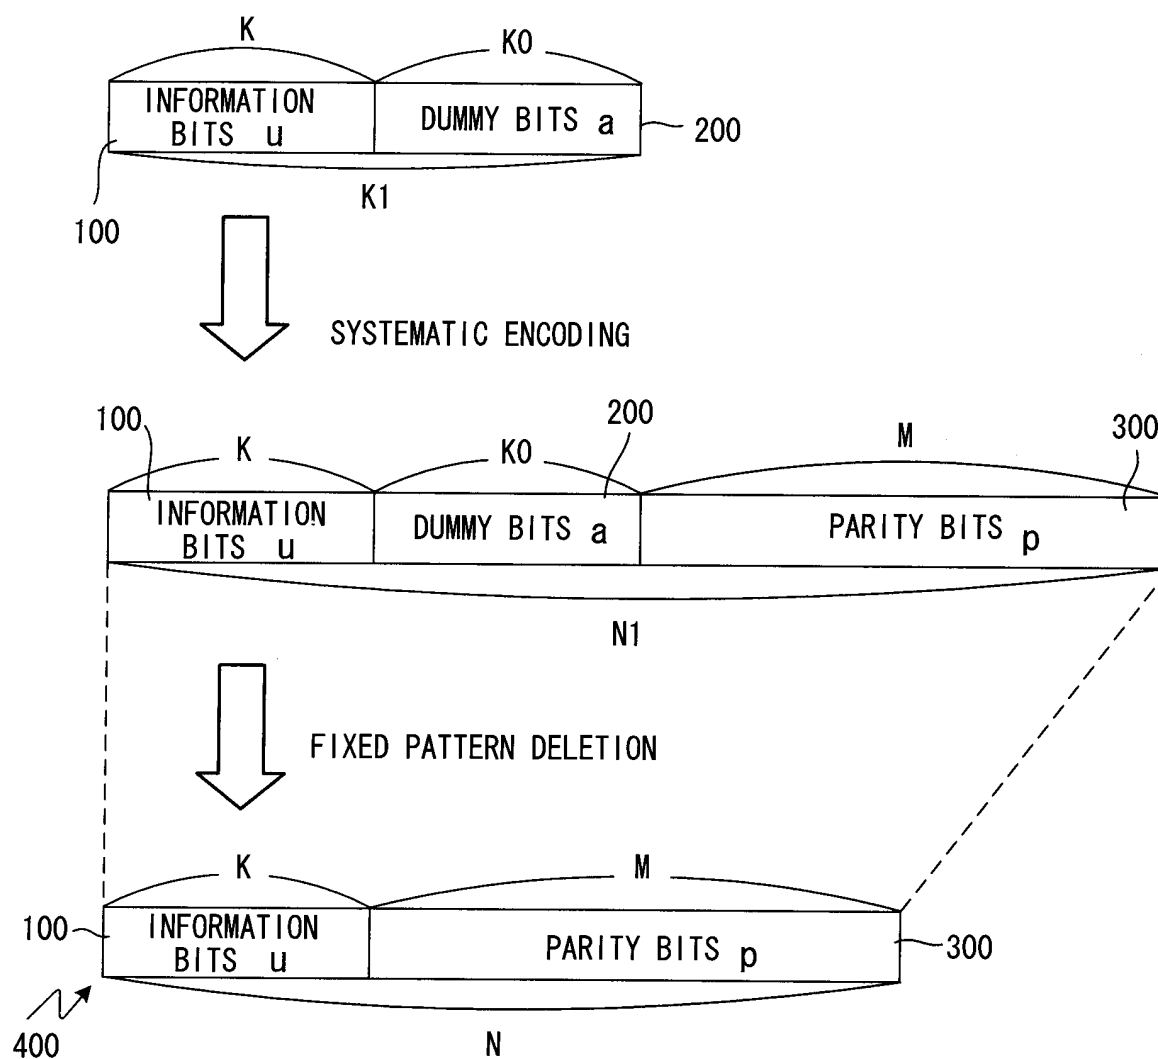 K
K0
INFORMATION
BITS u
DUMMY BITS a
200
100
K1
SYSTEMATIC ENCODING
100
200
300
K
K0
M
INFORMATION
BITS u
DUMMY BITS a
PARITY BITS p
N1
FIXED PATTERN DELETION
K
M
100
INFORMATION
BITS u
PARITY BITS p
300
400
N